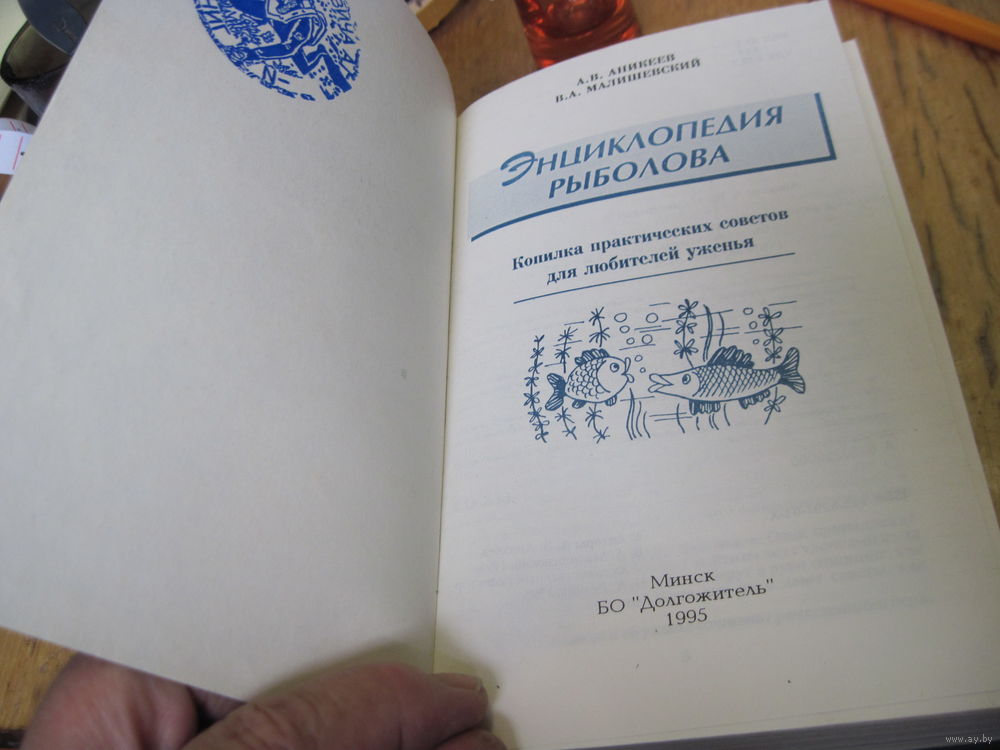 А.В. АНИКЕЕВ
В.А. МАЛИШЕВСКИЙ
ЭНЦИКЛОПЕДИЯ
РЫБОЛОВА
Копилка практических советов
для любителей уженья
Минск
БО "Долгожитель"
1995
www.ay.by